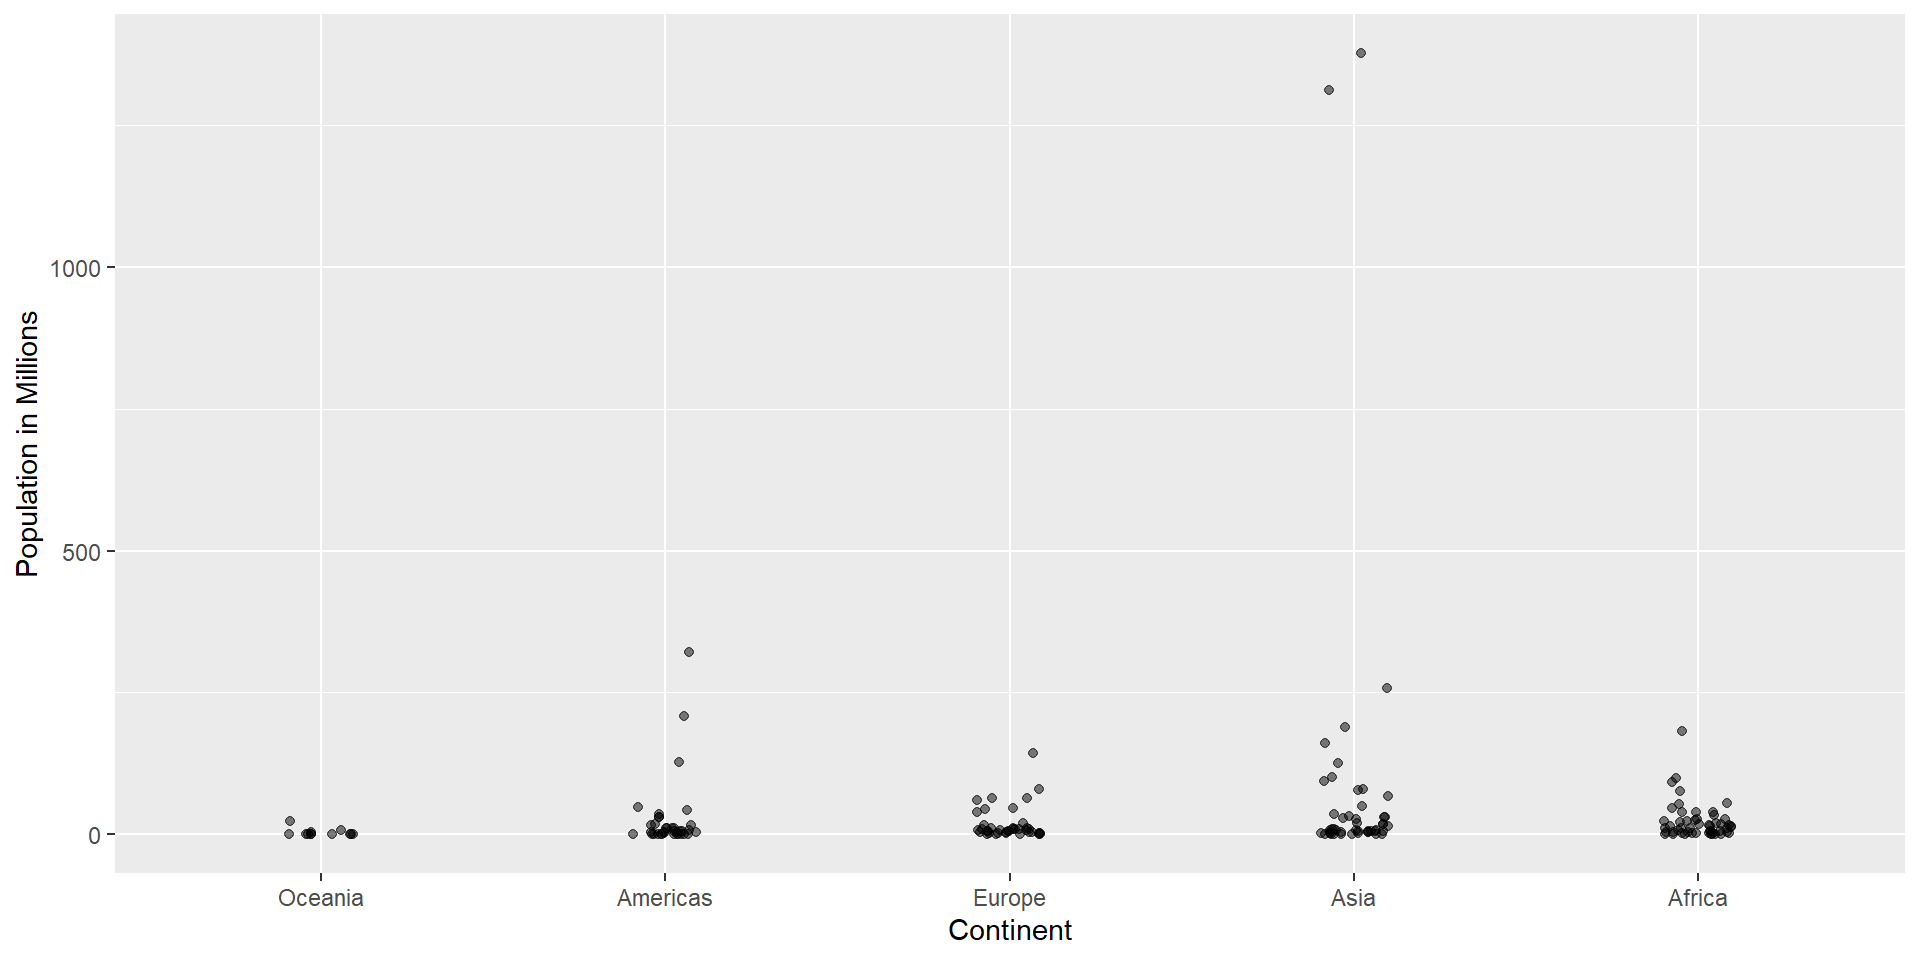 Population in Millions
1000
500
0
Oceania
Americas
Europe
Asia
Africa
Continent